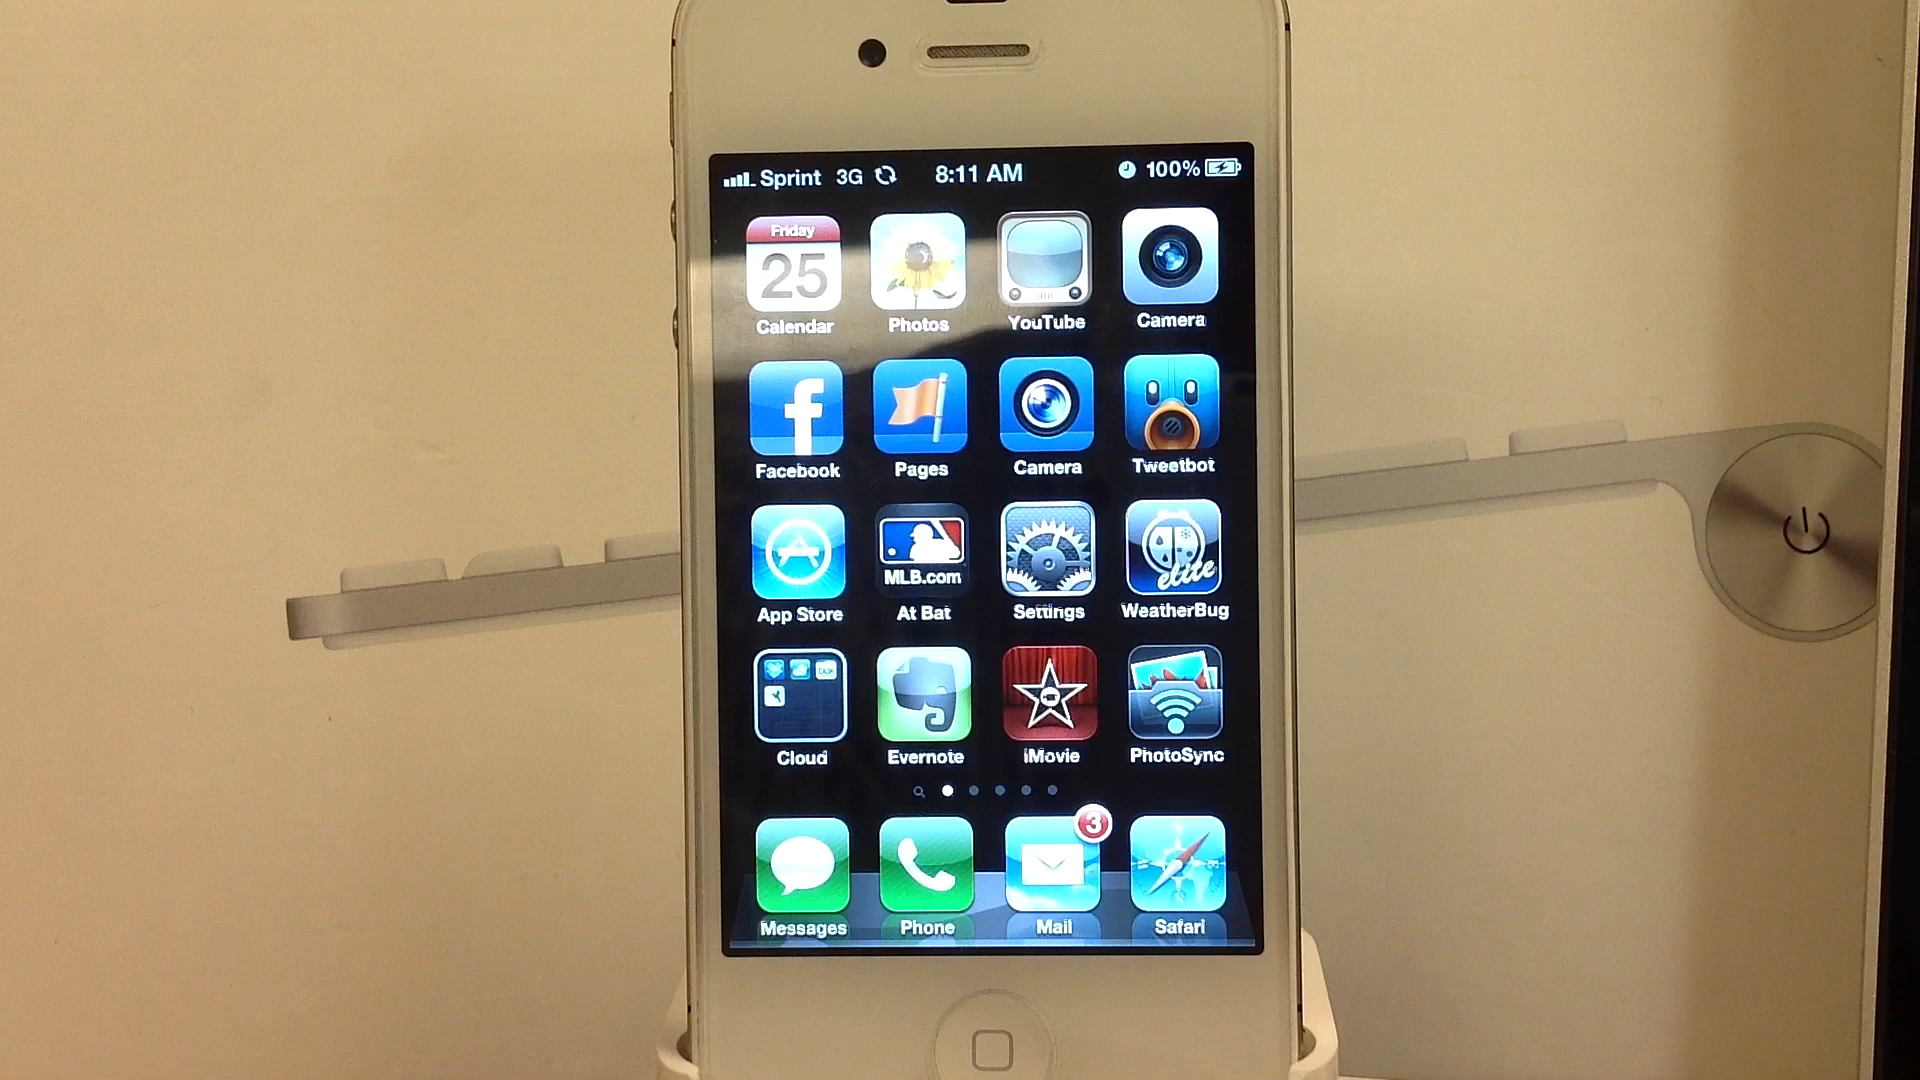 Sprint 3G 8:11 AM 100%
Friday
25
Calendar Photos YouTube Camera
Facebook Pages Camera Tweetbot
MLB.com elite
App Store At Bat Settings WeatherBug
Cloud Evernote iMovie PhotoSync
3
Messages Phone Mail Safari